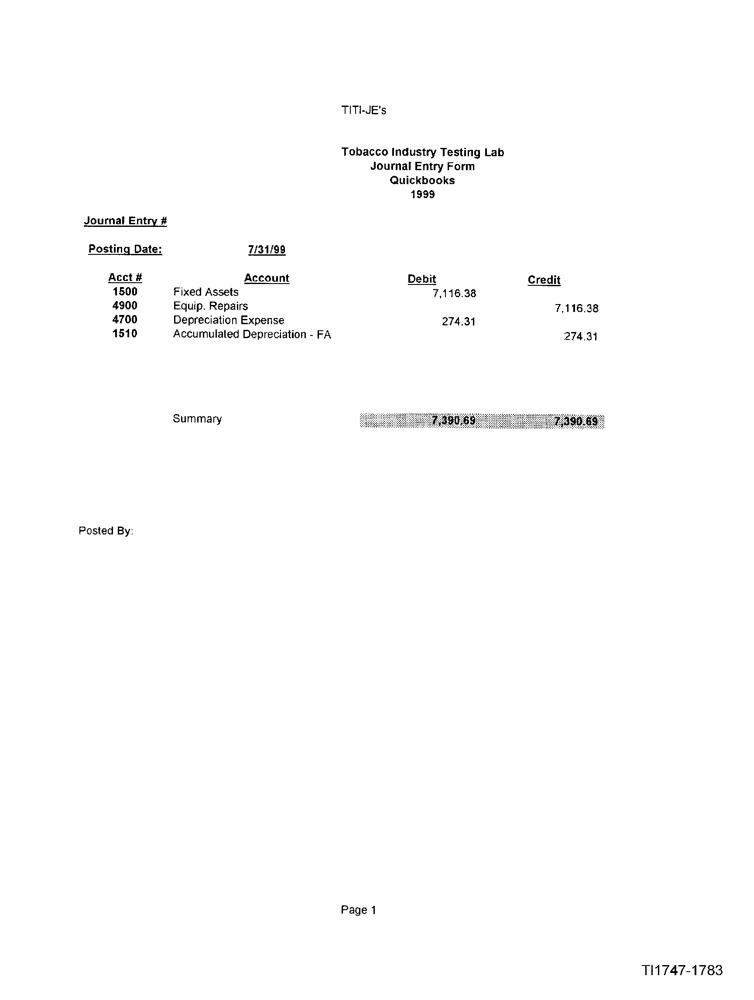 TITI-JE's
Tobacco Industry Testing Lab
Journal Entry Form
Quickbooks
1999
Journal Entry #
Posting Date: 7/31/99
Acct # Account Debit Credit
1500 Fixed Assets 7,116.38
4900 Equip. Repairs 7,116.38
4700 Depreciation Expense 274.31
1510 Accumulated Depreciation - FA 274.31
Summary 7,390.69 7,390.69
Posted By:
Page 1
TI1747-1783